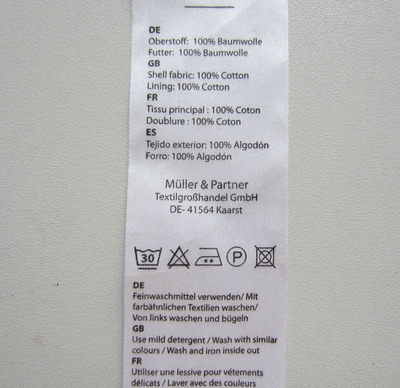 DE
Oberstoff: 100% Baumwolle
Futter: 100% Baumwolle
GB
Shell fabric: 100% Cotton
Lining: 100% Cotton
FR
Tissu principal : 100% Coton
Doublure : 100% Coton
ES
Tejido exterior: 100% Algodón
Forro: 100% Algodón
Müller & Partner
Textilgroßhandel GmbH
DE- 41564 Kaarst
30 P
DE
Feinwaschmittel verwenden/ Mit
farbähnlichen Textilien waschen/
Von links waschen und bügeln
GB
Use mild detergent / Wash with similar
colours / Wash and iron inside out
FR
Utiliser une lessive pour vêtements
délicats / Laver avec des couleurs